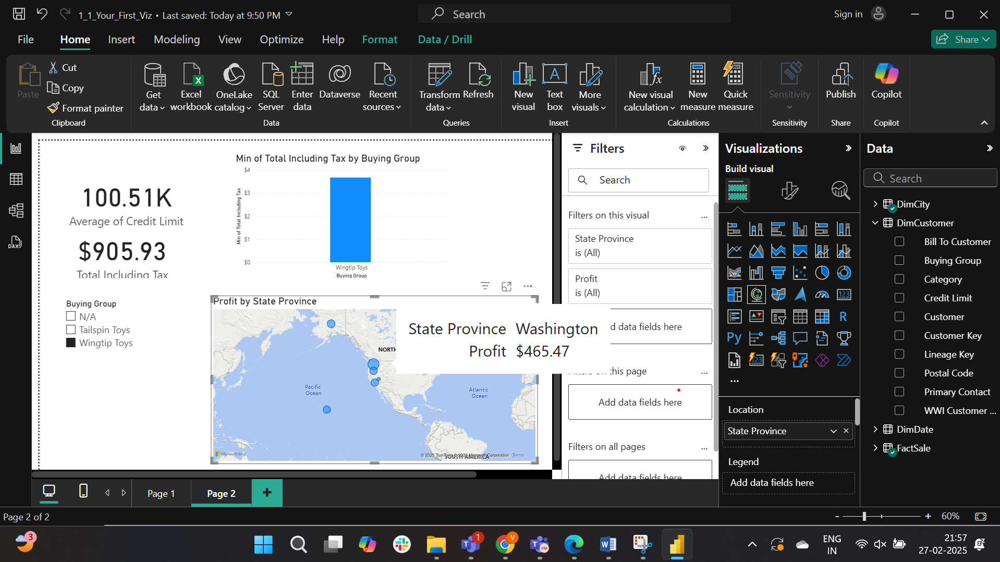 1_1_Your_First_Viz • Last saved: Today at 9:50 PM
Search
Sign in
File
Home
Insert
Modeling
View
Optimize
Help
Format
Data / Drill
Share
Paste
Cut
Copy
Format painter
Clipboard
Get data
Excel workbook
OneLake catalog
SQL Server
Enter data
Dataverse
Recent sources
Data
Transform data
Refresh
Queries
New visual
Text box
More visuals
Insert
New visual calculation
New measure
Quick measure
Calculations
Sensitivity
Sensitivity
Publish
Share
Copilot
Copilot
DAX
100.51K
Average of Credit Limit
$905.93
Total Including Tax
Min of Total Including Tax by Buying Group
Min of Total Including Tax
$4
$3
$2
$1
$0
Wingtip Toys
Buying Group
Buying Group
N/A
Tailspin Toys
Wingtip Toys
Profit by State Province
NORTH
Pacific
Ocean
Atlantic
Ocean
SOUTH AMERICA
Microsoft Bing
© 2025 TomTom, © 2025 Microsoft Corporation Terms
State Province Washington
Profit $465.47
Filters
Search
Filters on this visual
State Province
is (All)
Profit
is (All)
d data fields here
Filters on this page
Add data fields here
Filters on all pages
Add data fields here
Visualizations
Build visual
123
R
Py
123
Location
State Province
Legend
Add data fields here
Data
Search
DimCity
DimCustomer
Bill To Customer
Buying Group
Category
Credit Limit
Customer
Customer Key
Lineage Key
Postal Code
Primary Contact
WWI Customer ...
DimDate
FactSale
Page 1
Page 2
Page 2 of 2
60%
3
1
V
VM
ENG
IN
21:57
27-02-2025